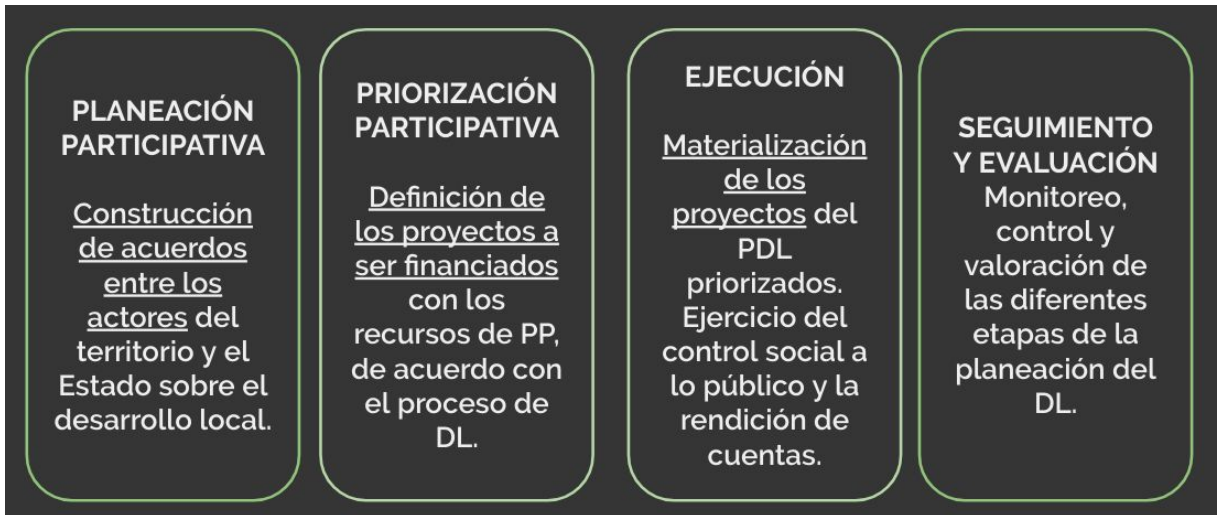 PLANEACIÓN
PARTICIPATIVA
Construcción
de acuerdos
entre los
actores del
territorio y el
Estado sobre el
desarrollo local.
PRIORIZACIÓN
PARTICIPATIVA
Definición de
los proyectos a
ser financiados
con los
recursos de PP,
de acuerdo con
el proceso de
DL.
EJECUCIÓN
Materialización
de los
proyectos del
PDL
priorizados.
Ejercicio del
control social a
lo público y la
rendición de
cuentas.
SEGUIMIENTO
Y EVALUACIÓN
Monitoreo,
control y
valoración de
las diferentes
etapas de la
planeación del
DL.